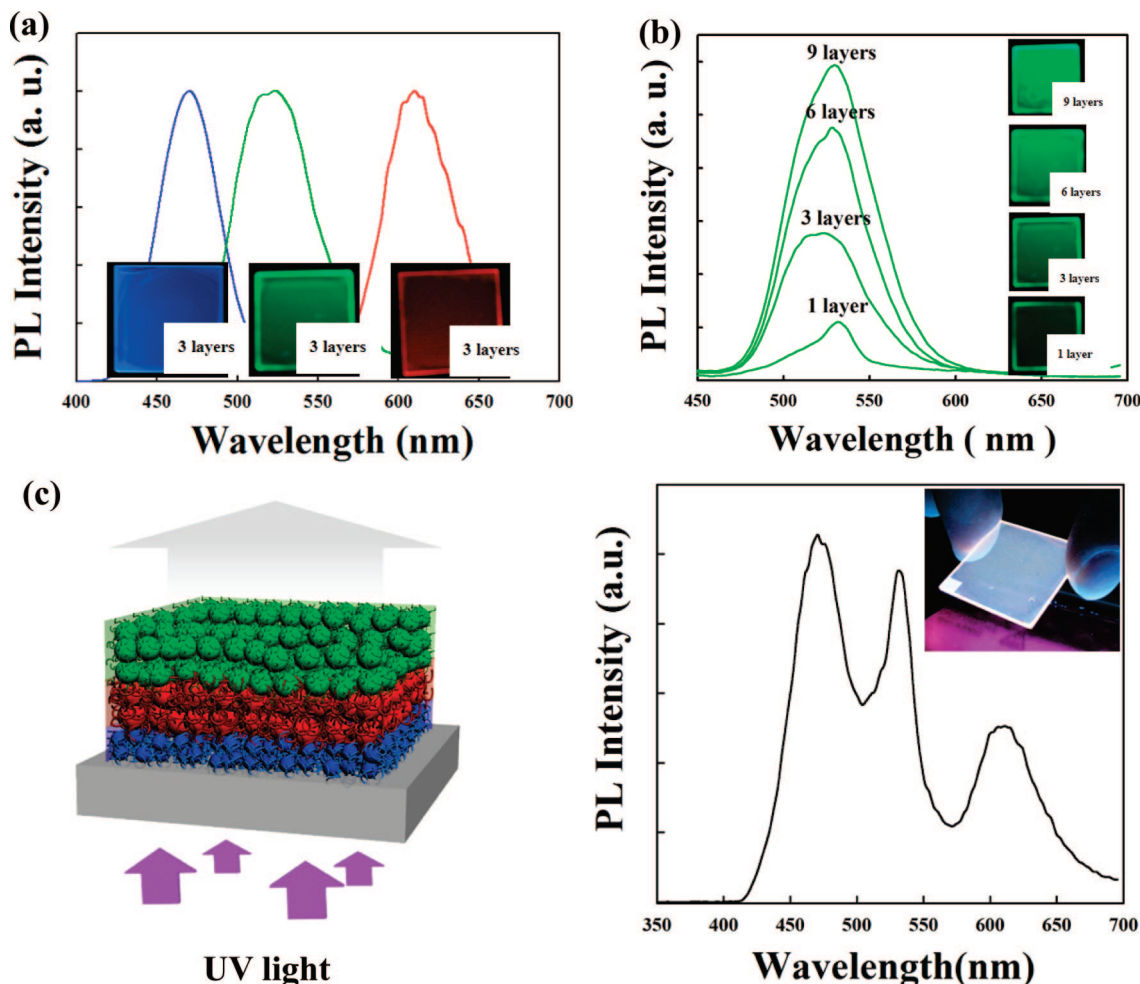 (a)
PL Intensity (a. u.)
3 layers
3 layers
3 layers
400 450 500 550 600 650 700
Wavelength (nm)
(b)
PL Intensity (a. u.)
9 layers
6 layers
3 layers
1 layer
9 layers
6 layers
3 layers
1 layer
450 500 550 600 650 700
Wavelength ( nm )
(c)
UV light
PL Intensity (a.u.)
350 400 450 500 550 600 650 700
Wavelength(nm)